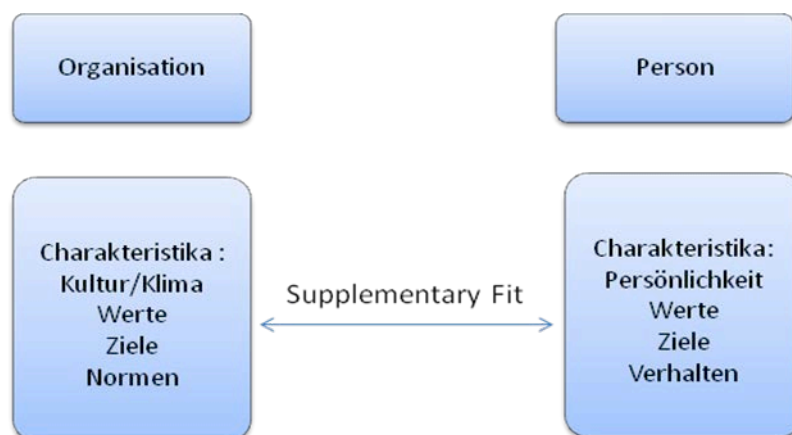 Organisation
Person
Charakteristika :
Kultur/Klima
Werte
Ziele
Normen
Supplementary Fit
Charakteristika:
Persönlichkeit
Werte
Ziele
Verhalten